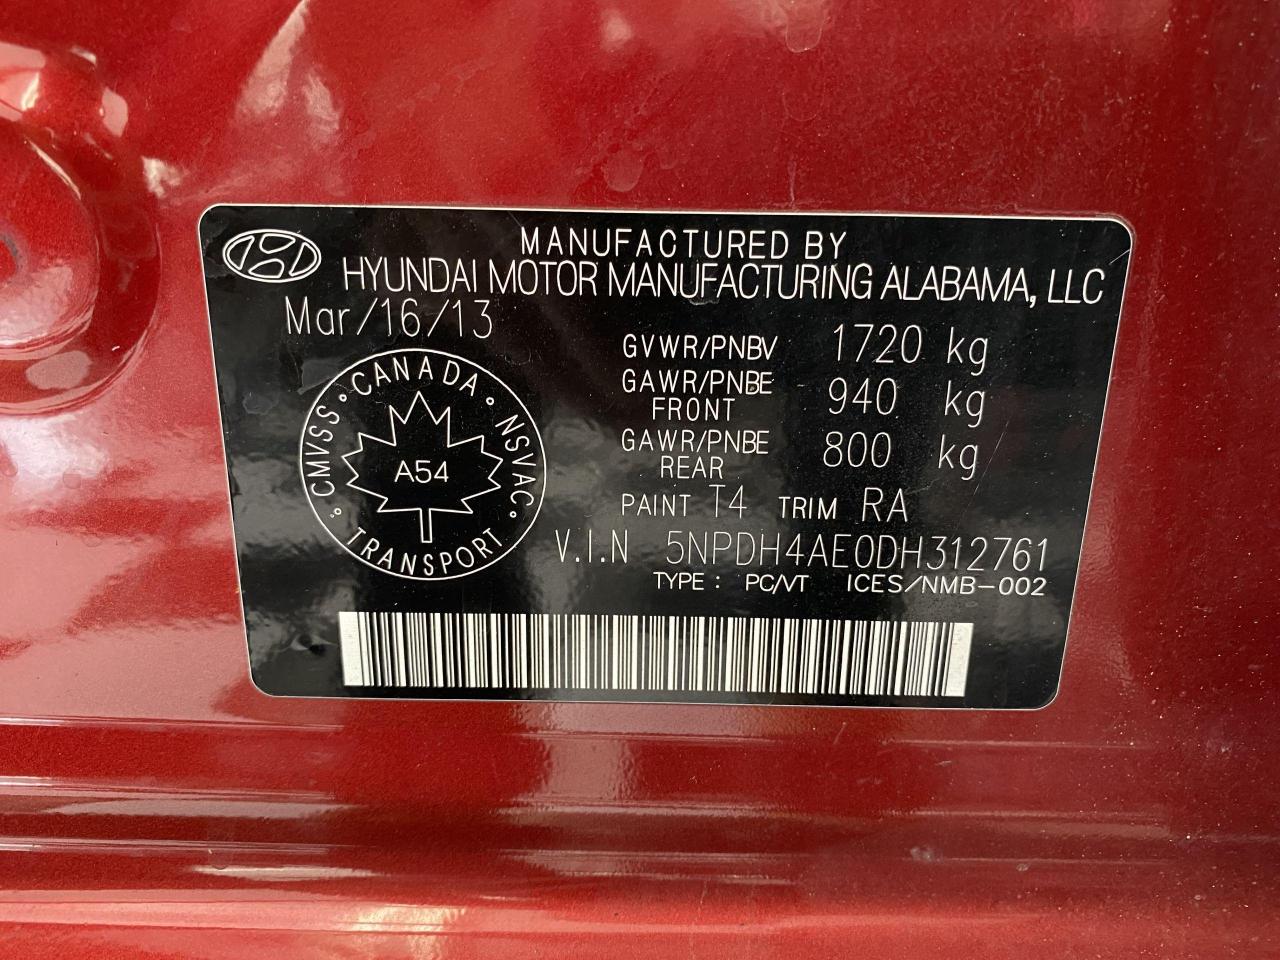 MANUFACTURED BY
HYUNDAI MOTOR MANUFACTURING ALABAMA, LLC
Mar/16/13
GVWR/PNBV 1720 kg
GAWR/PNBE FRONT 940 kg
GAWR/PNBE REAR 800 kg
PAINT T4 TRIM RA
V.I.N 5NPDH4AE0DH312761
TYPE : PC/VT ICES/NMB-002
CANADA
CMVSS
NSVAC
TRANSPORT
A54